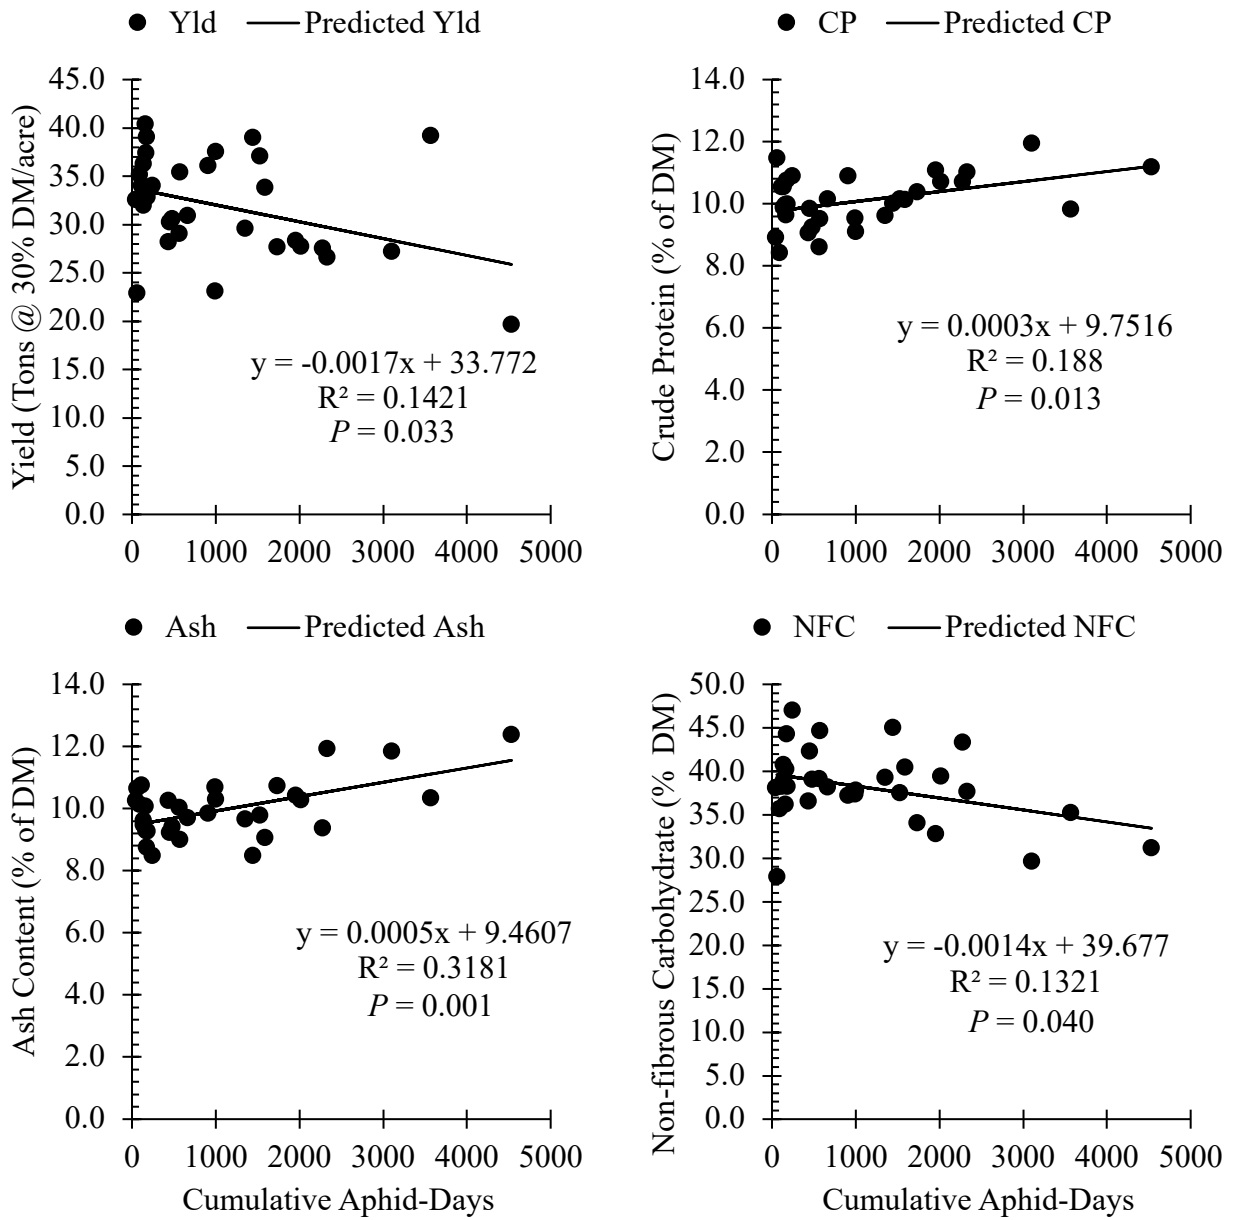 Yld Predicted Yld
45.0
40.0
35.0
30.0
25.0
20.0
15.0
10.0
5.0
0.0
Yield (Tons @ 30% DM/acre)
y = -0.0017x + 33.772
R² = 0.1421
P = 0.033
0 1000 2000 3000 4000 5000
CP Predicted CP
14.0
12.0
10.0
8.0
6.0
4.0
2.0
0.0
Crude Protein (% of DM)
y = 0.0003x + 9.7516
R² = 0.188
P = 0.013
0 1000 2000 3000 4000 5000
Ash Predicted Ash
14.0
12.0
10.0
8.0
6.0
4.0
2.0
0.0
Ash Content (% of DM)
y = 0.0005x + 9.4607
R² = 0.3181
P = 0.001
0 1000 2000 3000 4000 5000
Cumulative Aphid-Days
NFC Predicted NFC
50.0
45.0
40.0
35.0
30.0
25.0
20.0
15.0
10.0
5.0
0.0
Non-fibrous Carbohydrate (% DM)
y = -0.0014x + 39.677
R² = 0.1321
P = 0.040
0 1000 2000 3000 4000 5000
Cumulative Aphid-Days